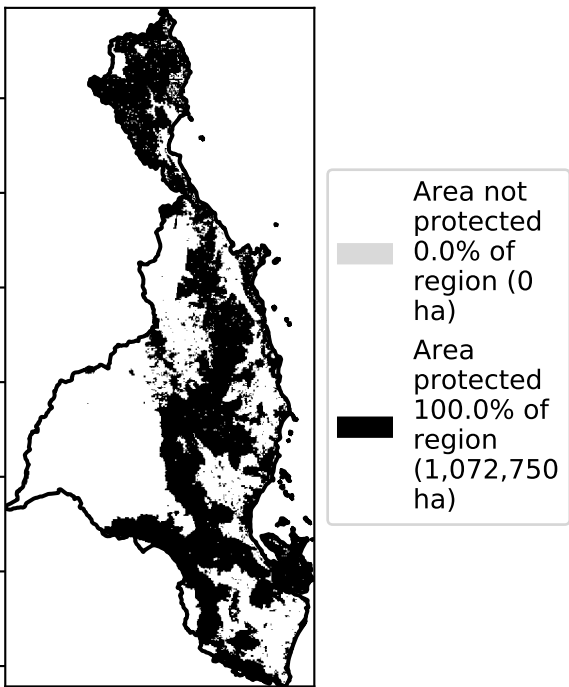 Area not
protected
0.0% of
region (0
ha)
Area
protected
100.0% of
region
(1,072,750
ha)